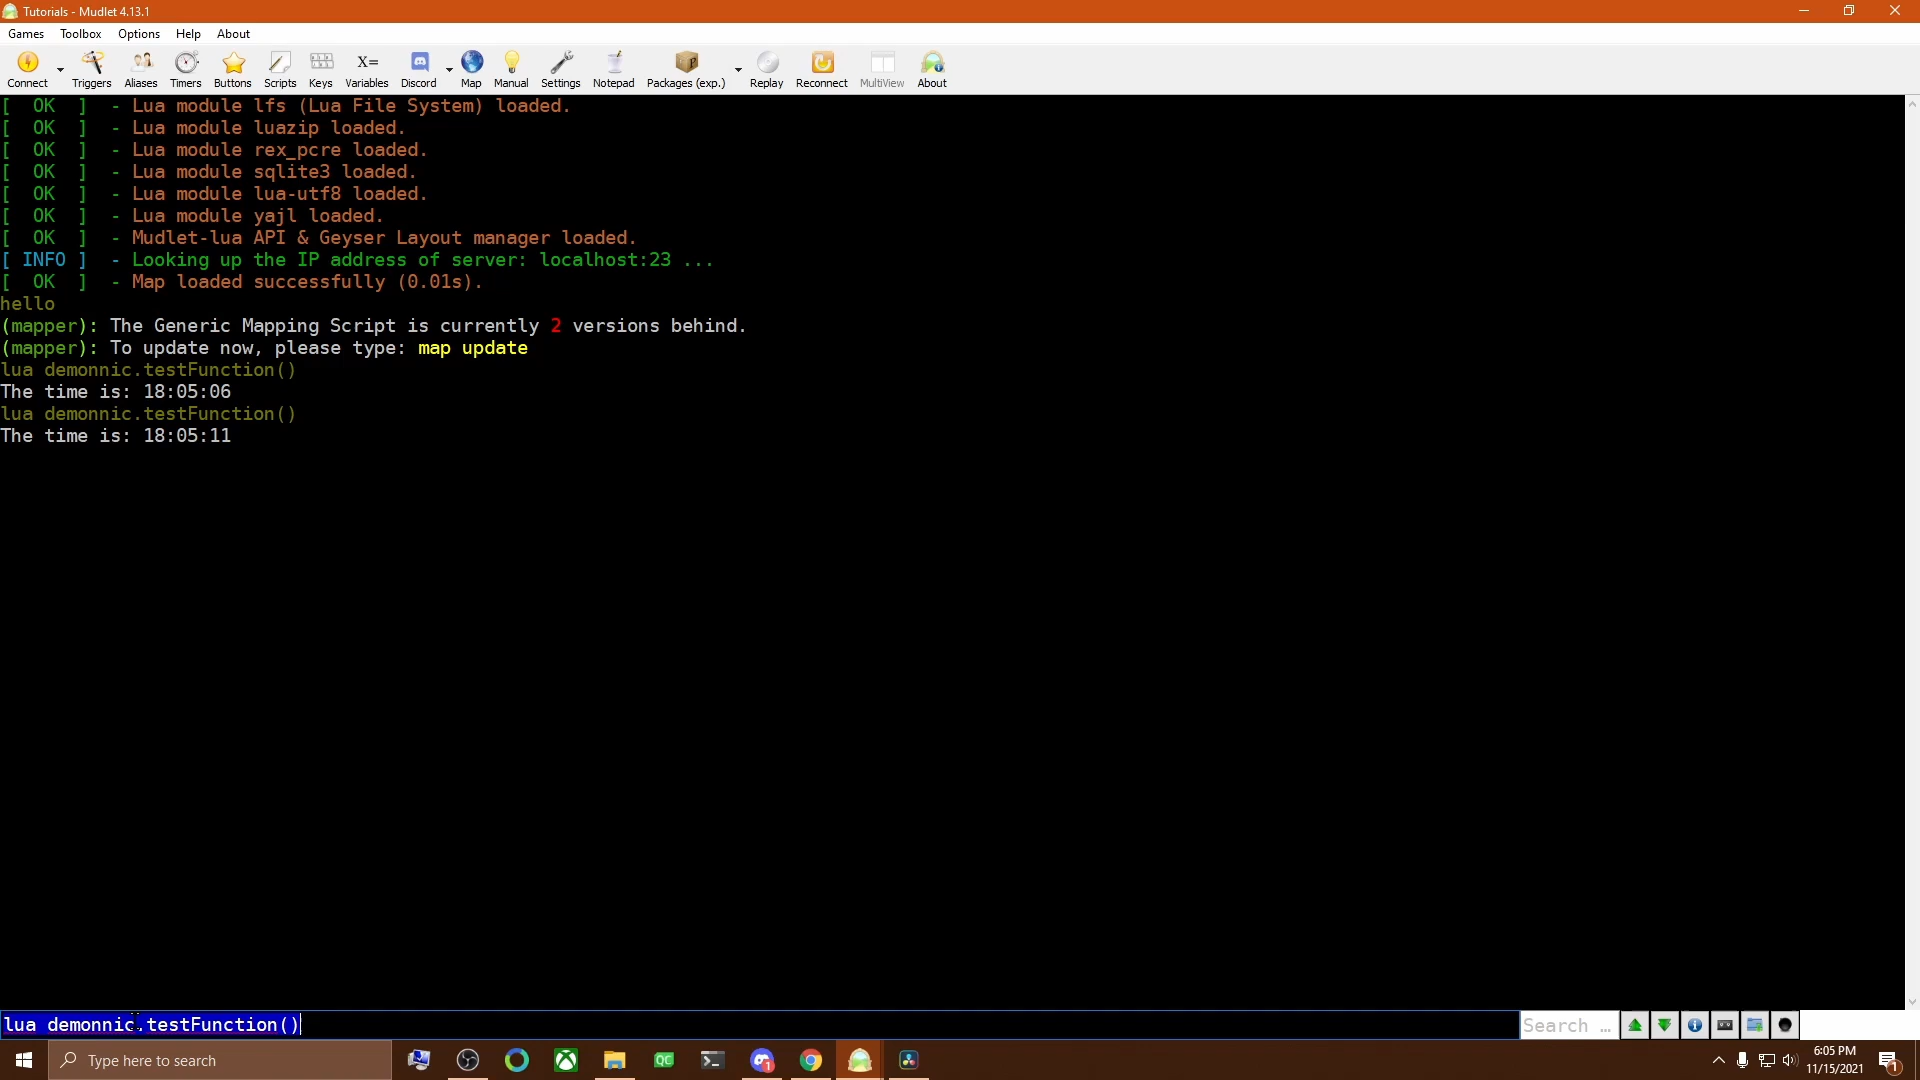 Tutorials - Mudlet 4.13.1
Games Toolbox Options Help About
Connect Triggers Aliases Timers Buttons Scripts Keys X= Variables Discord Map Manual Settings Notepad Packages (exp.) Replay Reconnect MultiView About
[  OK  ]  - Lua module lfs (Lua File System) loaded.
[  OK  ]  - Lua module luazip loaded.
[  OK  ]  - Lua module rex_pcre loaded.
[  OK  ]  - Lua module sqlite3 loaded.
[  OK  ]  - Lua module lua-utf8 loaded.
[  OK  ]  - Lua module yajl loaded.
[  OK  ]  - Mudlet-lua API & Geyser Layout manager loaded.
[ INFO ]  - Looking up the IP address of server: localhost:23 ...
[  OK  ]  - Map loaded successfully (0.01s).
hello
(mapper): The Generic Mapping Script is currently 2 versions behind.
(mapper): To update now, please type: map update
lua demonnic.testFunction()
The time is: 18:05:06
lua demonnic.testFunction()
The time is: 18:05:11
lua demonnic.testFunction()
Search ...
Type here to search
QC
1
6:05 PM
11/15/2021
1